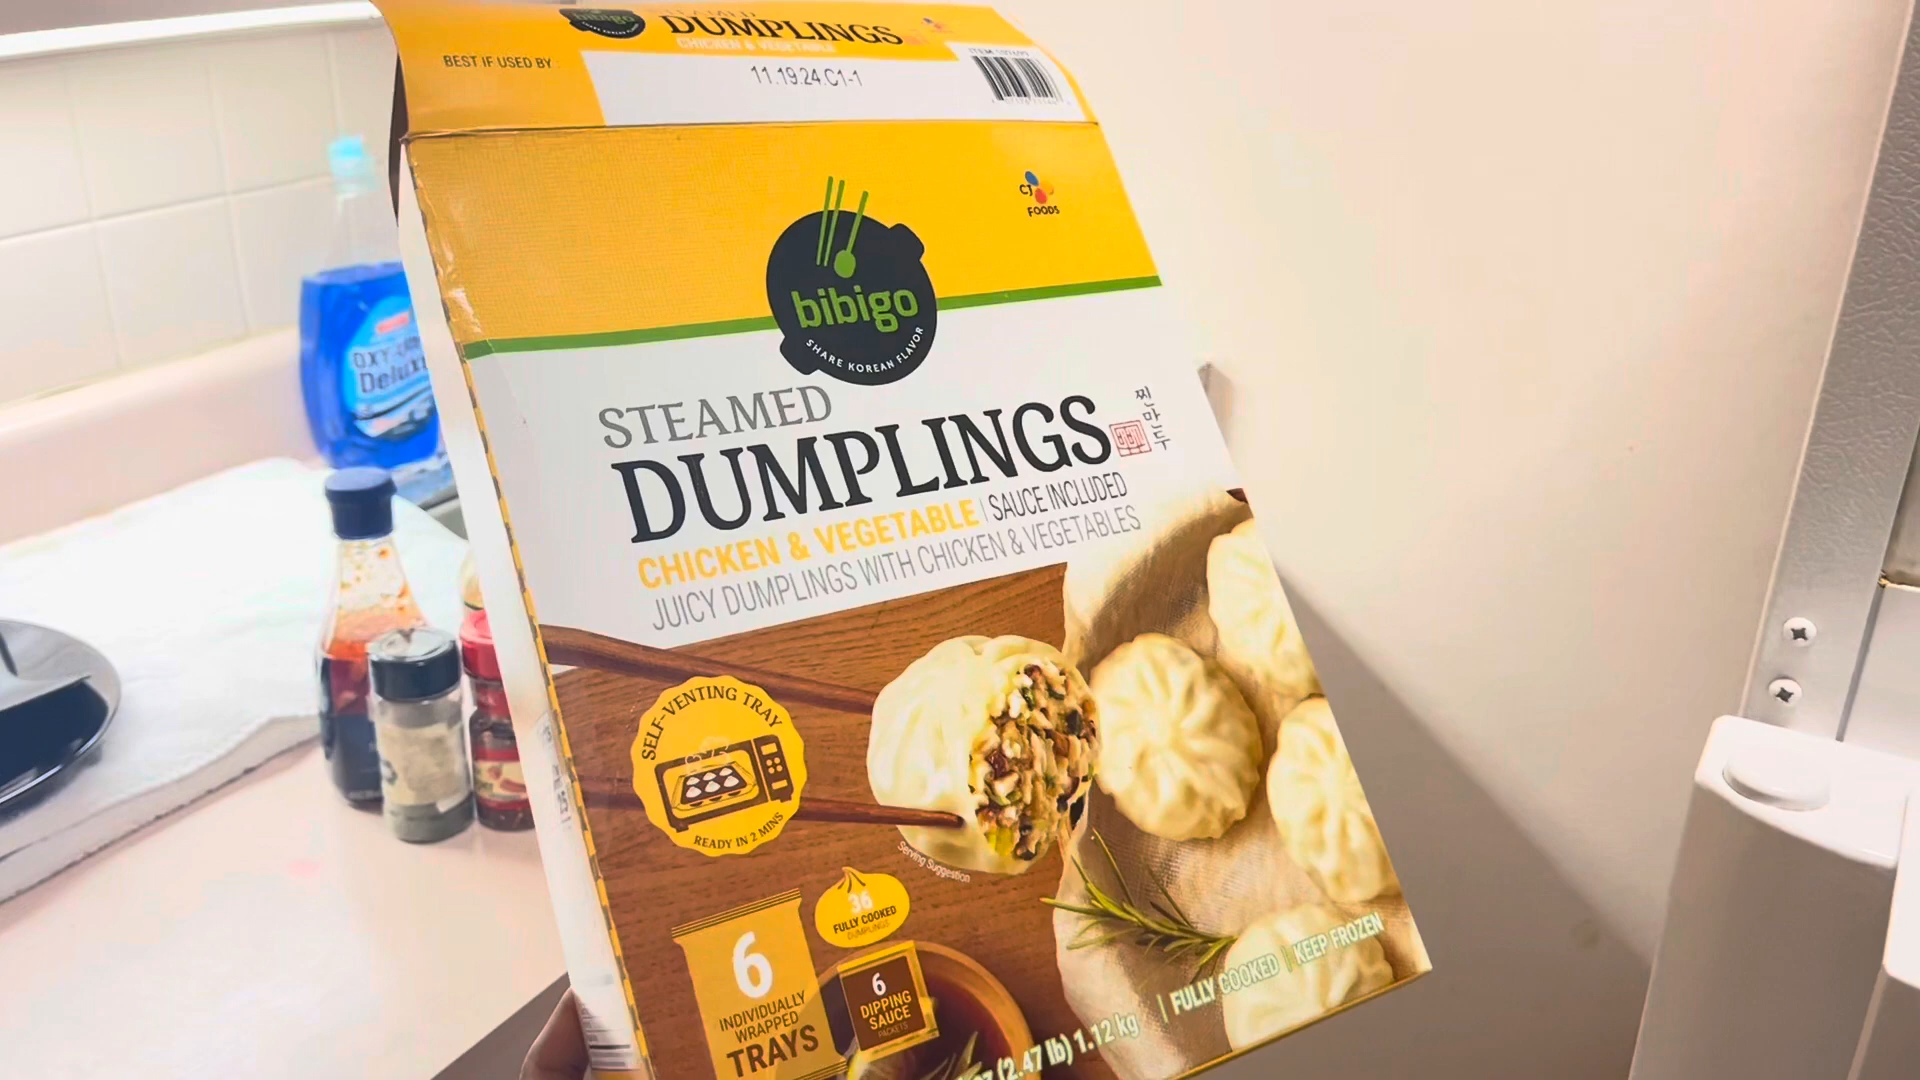 bibigo
DUMPLINGS
CHICKEN & VEGETABLE
BEST IF USED BY
11.19.24.C1-1
CJ
FOODS
bibigo
SHARE KOREAN FLAVOR
STEAMED
DUMPLINGS
찐만두
CHICKEN & VEGETABLE | SAUCE INCLUDED
JUICY DUMPLINGS WITH CHICKEN & VEGETABLES
SELF-VENTING TRAY
READY IN 2 MINS
Serving Suggestion
36
FULLY COOKED
DUMPLINGS
6
INDIVIDUALLY
WRAPPED
TRAYS
6
DIPPING
SAUCE
PACKETS
(2.47 lb) 1.12 kg | FULLY COOKED | KEEP FROZEN
OXY
Deluxe